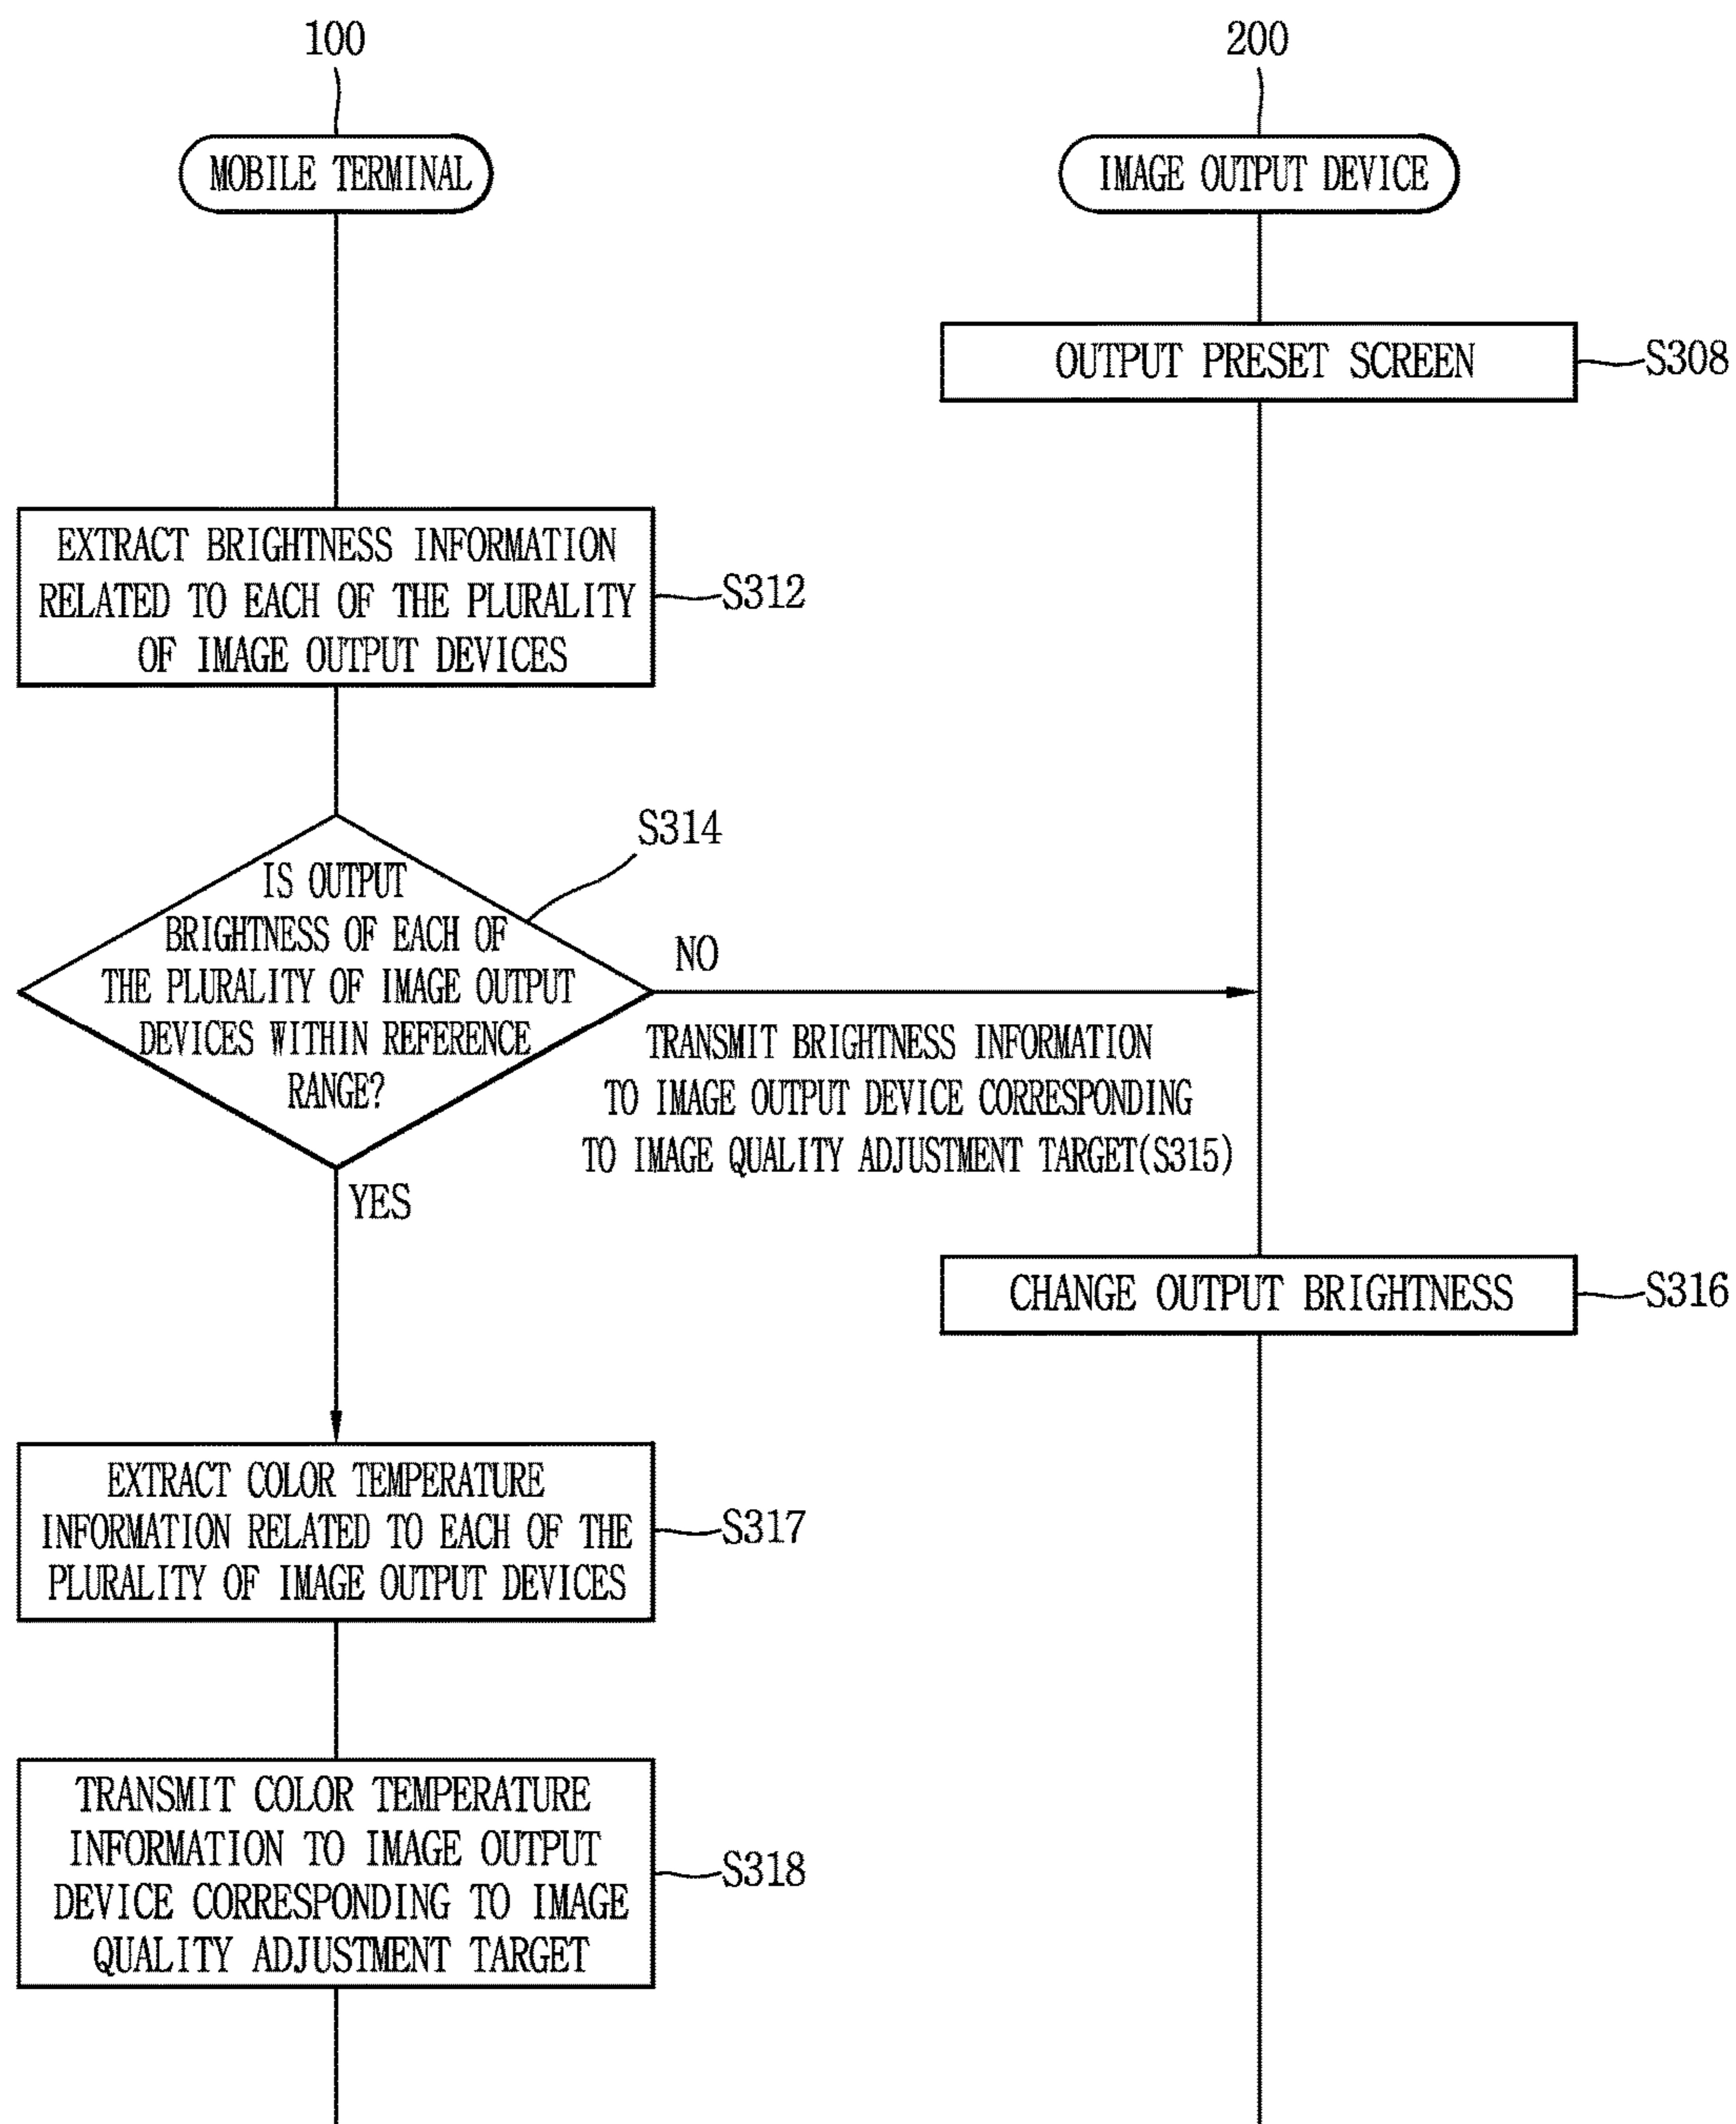 100
200
MOBILE TERMINAL
IMAGE OUTPUT DEVICE
OUTPUT PRESET SCREEN
S308
EXTRACT BRIGHTNESS INFORMATION
RELATED TO EACH OF THE PLURALITY
OF IMAGE OUTPUT DEVICES
S312
S314
IS OUTPUT
BRIGHTNESS OF EACH OF
THE PLURALITY OF IMAGE OUTPUT
DEVICES WITHIN REFERENCE
RANGE?
NO
TRANSMIT BRIGHTNESS INFORMATION
TO IMAGE OUTPUT DEVICE CORRESPONDING
TO IMAGE QUALITY ADJUSTMENT TARGET(S315)
YES
CHANGE OUTPUT BRIGHTNESS
S316
EXTRACT COLOR TEMPERATURE
INFORMATION RELATED TO EACH OF THE
PLURALITY OF IMAGE OUTPUT DEVICES
S317
TRANSMIT COLOR TEMPERATURE
INFORMATION TO IMAGE OUTPUT
DEVICE CORRESPONDING TO IMAGE
QUALITY ADJUSTMENT TARGET
S318